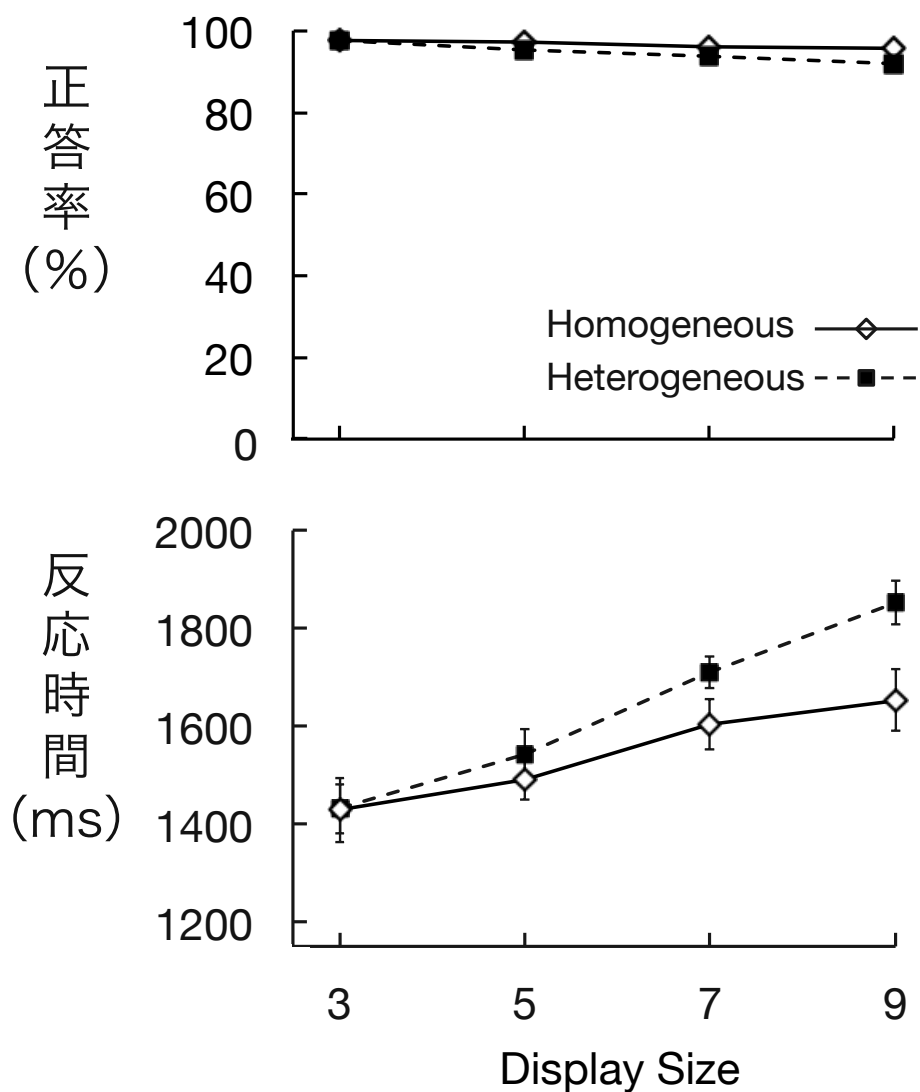 正答率
(%)
100
80
60
40
20
0
Homogeneous
Heterogeneous
反応時間
(ms)
2000
1800
1600
1400
1200
3 5 7 9
Display Size